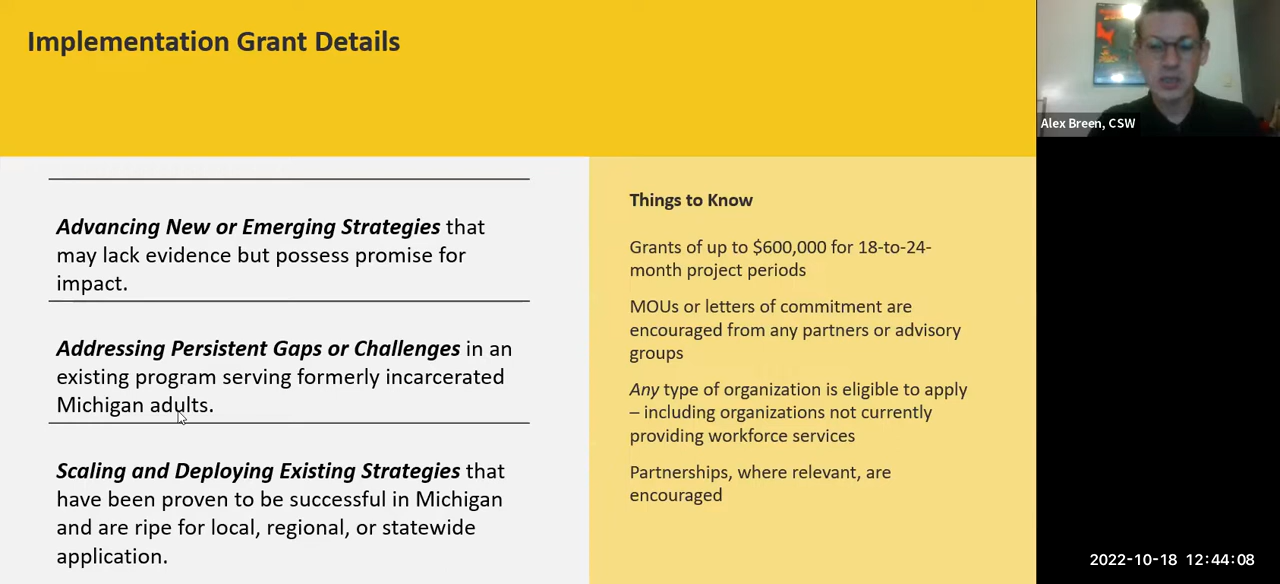 Implementation Grant Details
Advancing New or Emerging Strategies that
may lack evidence but possess promise for
impact.
Addressing Persistent Gaps or Challenges in an
existing program serving formerly incarcerated
Michigan adults.
Scaling and Deploying Existing Strategies that
have been proven to be successful in Michigan
and are ripe for local, regional, or statewide
application.
Things to Know
Grants of up to $600,000 for 18-to-24-
month project periods
MOUs or letters of commitment are
encouraged from any partners or advisory
groups
Any type of organization is eligible to apply
– including organizations not currently
providing workforce services
Partnerships, where relevant, are
encouraged
Alex Breen, CSW
2022-10-18 12:44:08